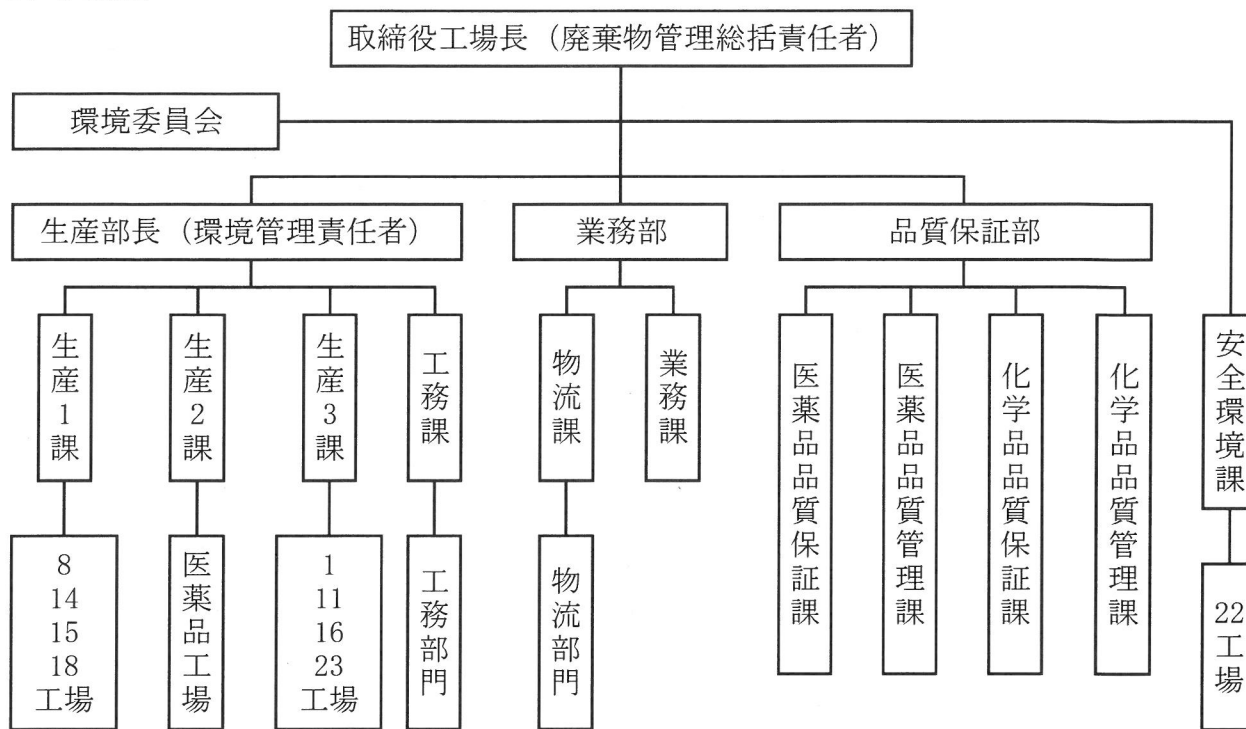 取締役工場長（廃棄物管理総括責任者）
環境委員会
生産部長（環境管理責任者）
業務部
品質保証部
生産1課
生産2課
生産3課
工務課
物流課
業務課
医薬品品質保証課
医薬品品質管理課
化学品品質保証課
化学品品質管理課
安全環境課
8
14
15
18
工場
医薬品工場
1
11
16
23
工場
工務部門
物流部門
22工場